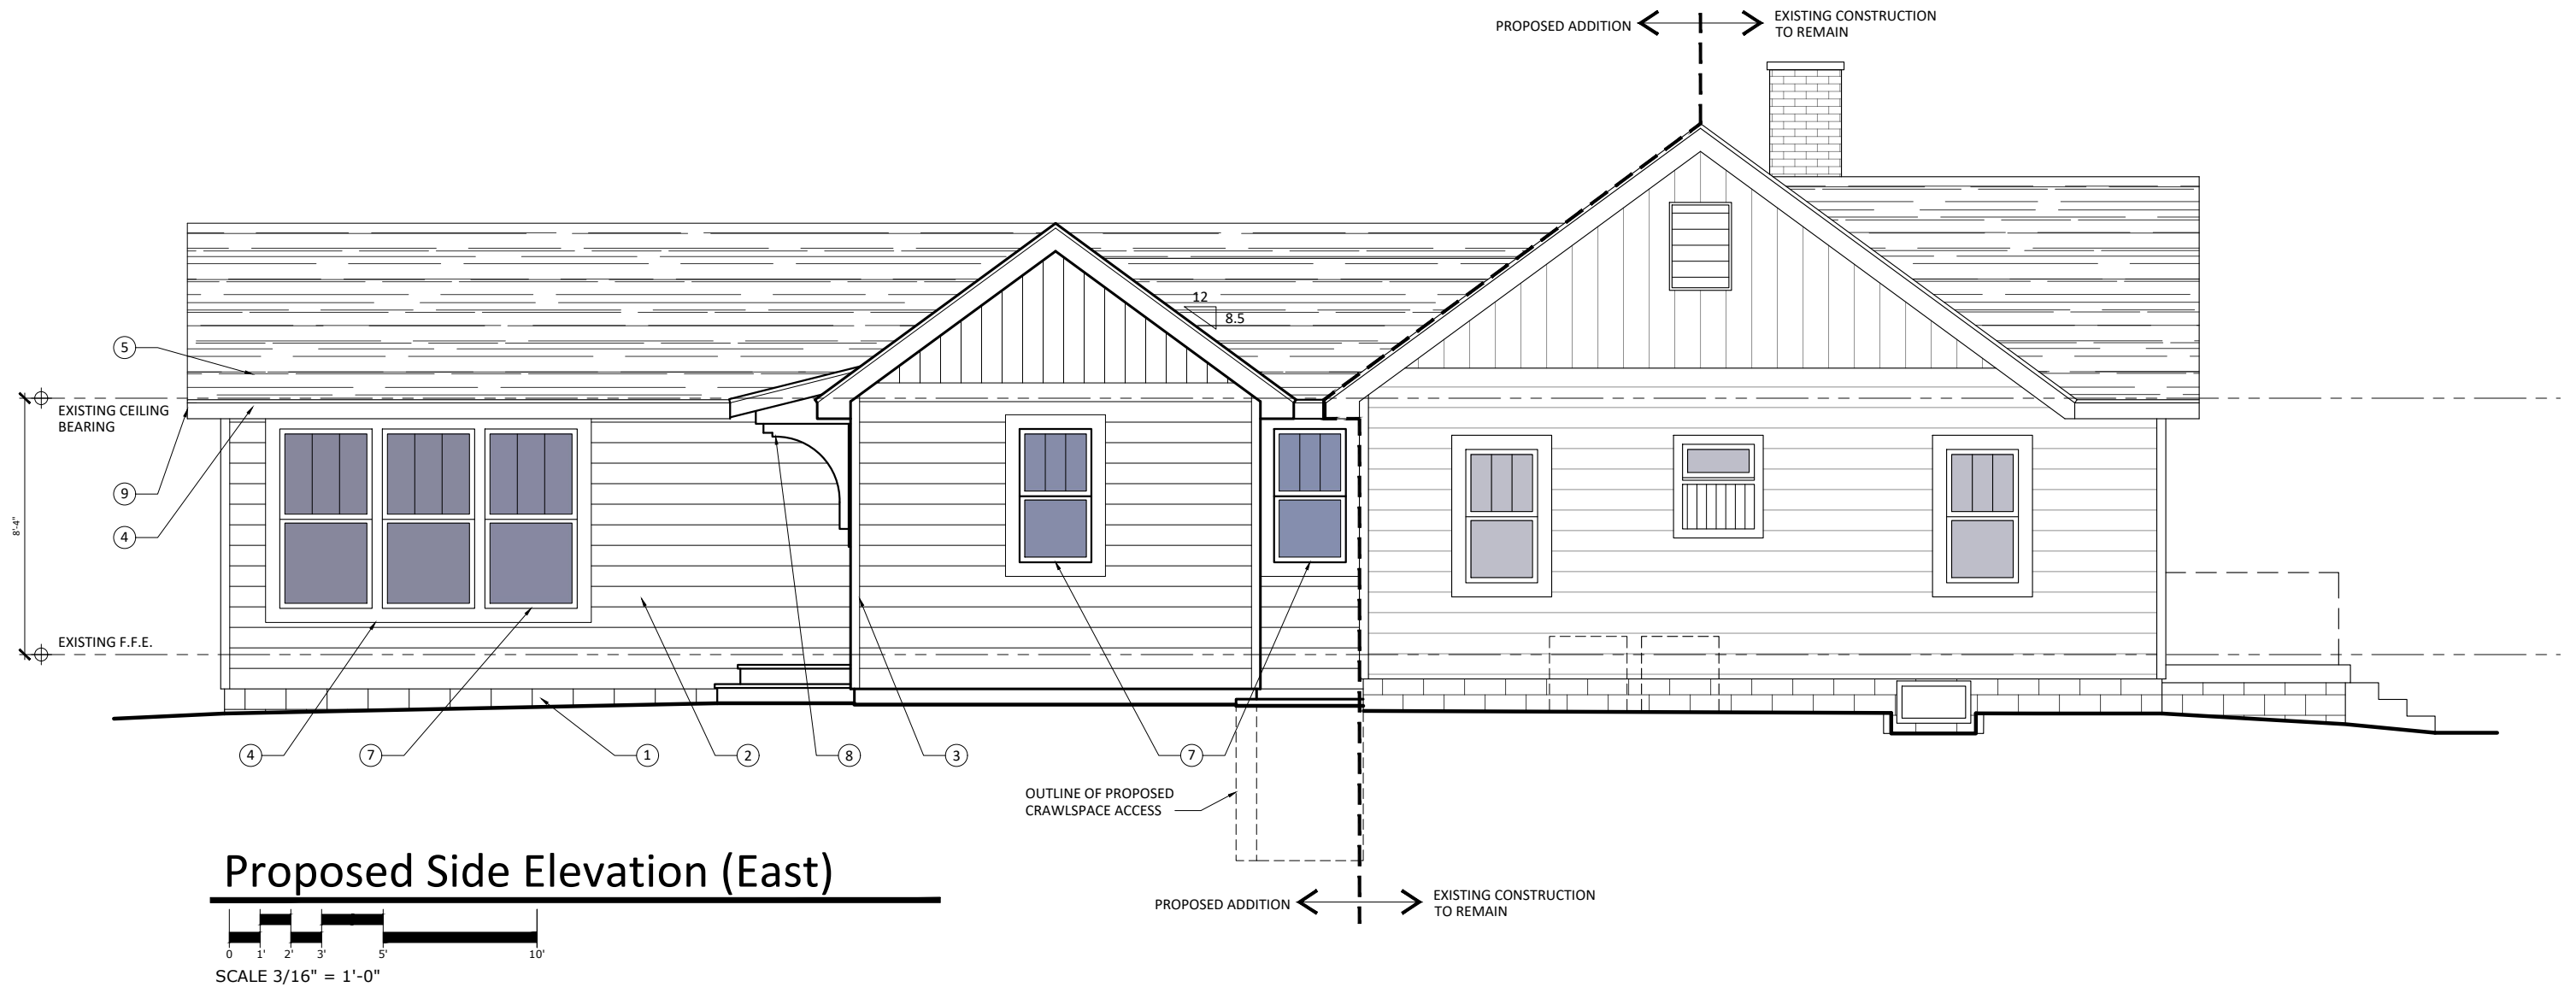 PROPOSED ADDITION
EXISTING CONSTRUCTION
TO REMAIN
12
8.5
5
EXISTING CEILING
BEARING
9
4
8'-4"
EXISTING F.F.E.
4
7
1
2
8
3
7
OUTLINE OF PROPOSED
CRAWLSPACE ACCESS
Proposed Side Elevation (East)
PROPOSED ADDITION
EXISTING CONSTRUCTION
TO REMAIN
0 1' 2' 3' 5' 10'
SCALE 3/16" = 1'-0"